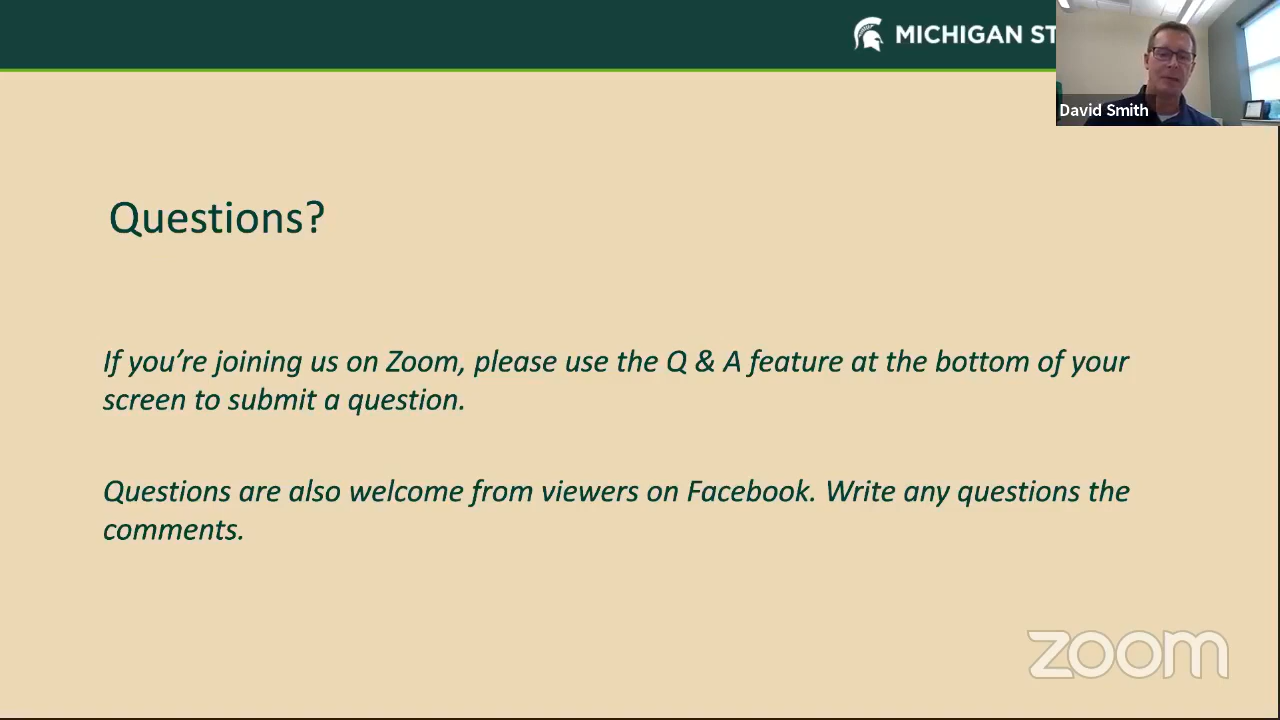 MICHIGAN ST
David Smith
Questions?
If you’re joining us on Zoom, please use the Q & A feature at the bottom of your
screen to submit a question.
Questions are also welcome from viewers on Facebook. Write any questions the
comments.
zoom